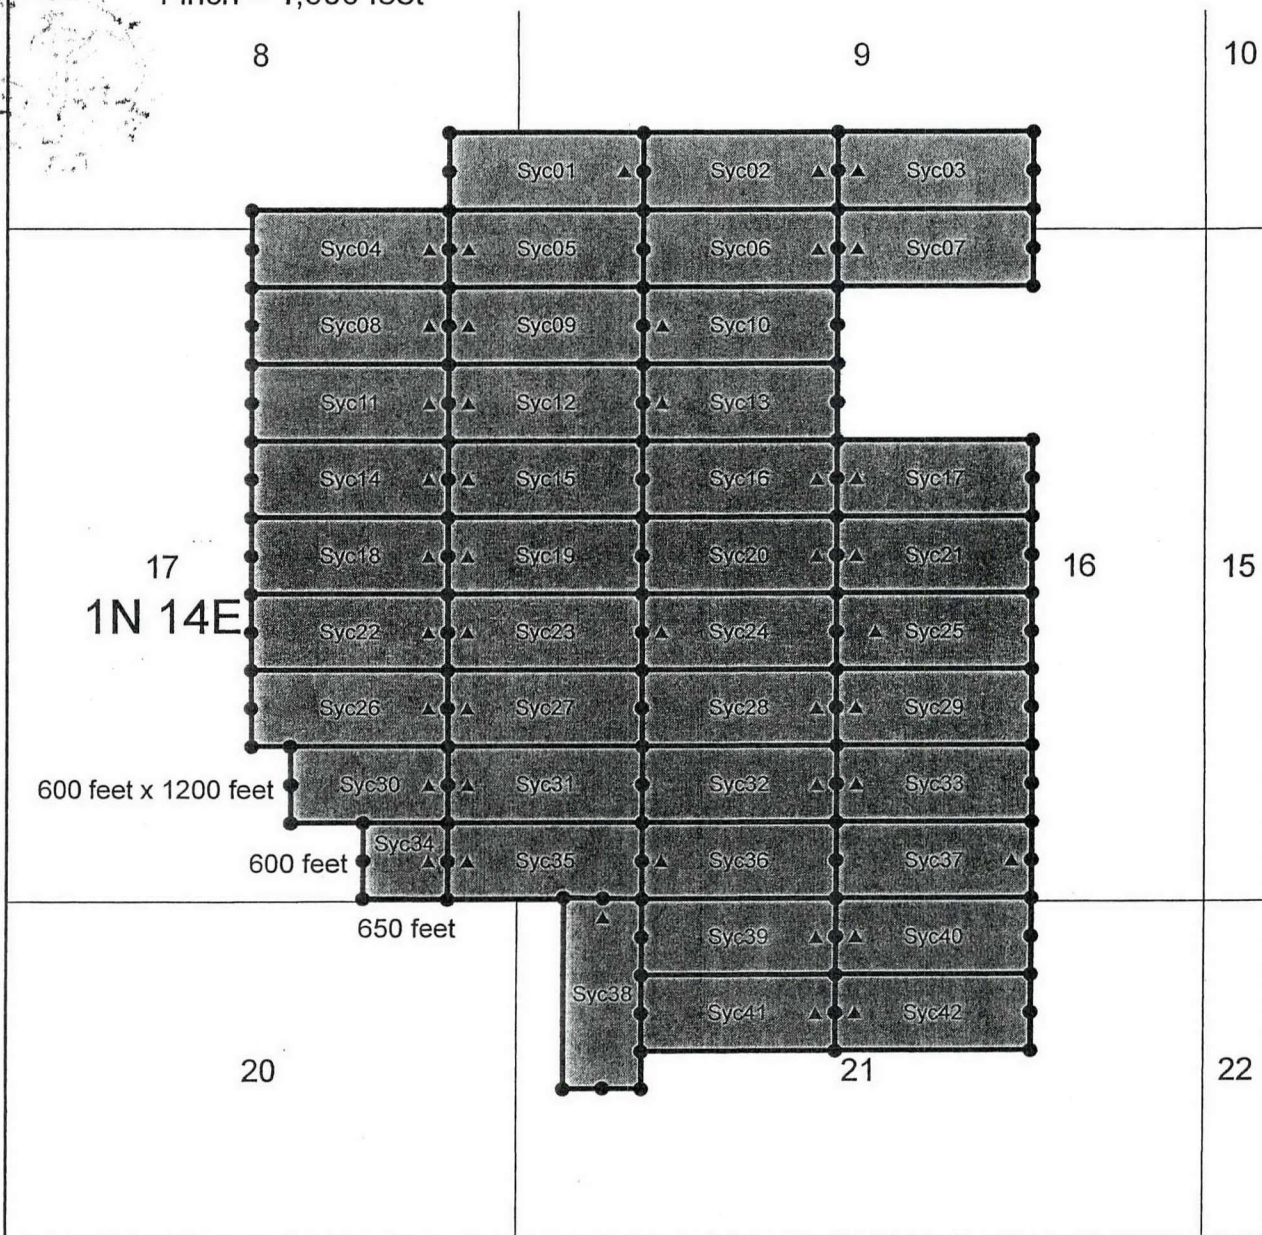 8 9 10
Syc01 Syc02 Syc03
Syc04 Syc05 Syc06 Syc07
Syc08 Syc09 Syc10
Syc11 Syc12 Syc13
Syc14 Syc15 Syc16 Syc17
17 Syc18 Syc19 Syc20 Syc21 16 15
1N 14E Syc22 Syc23 Syc24 Syc25
Syc26 Syc27 Syc28 Syc29
600 feet x 1200 feet Syc30 Syc31 Syc32 Syc33
Syc34
600 feet Syc35 Syc36 Syc37
650 feet Syc39 Syc40
Syc38
Syc41 Syc42
20 21 22